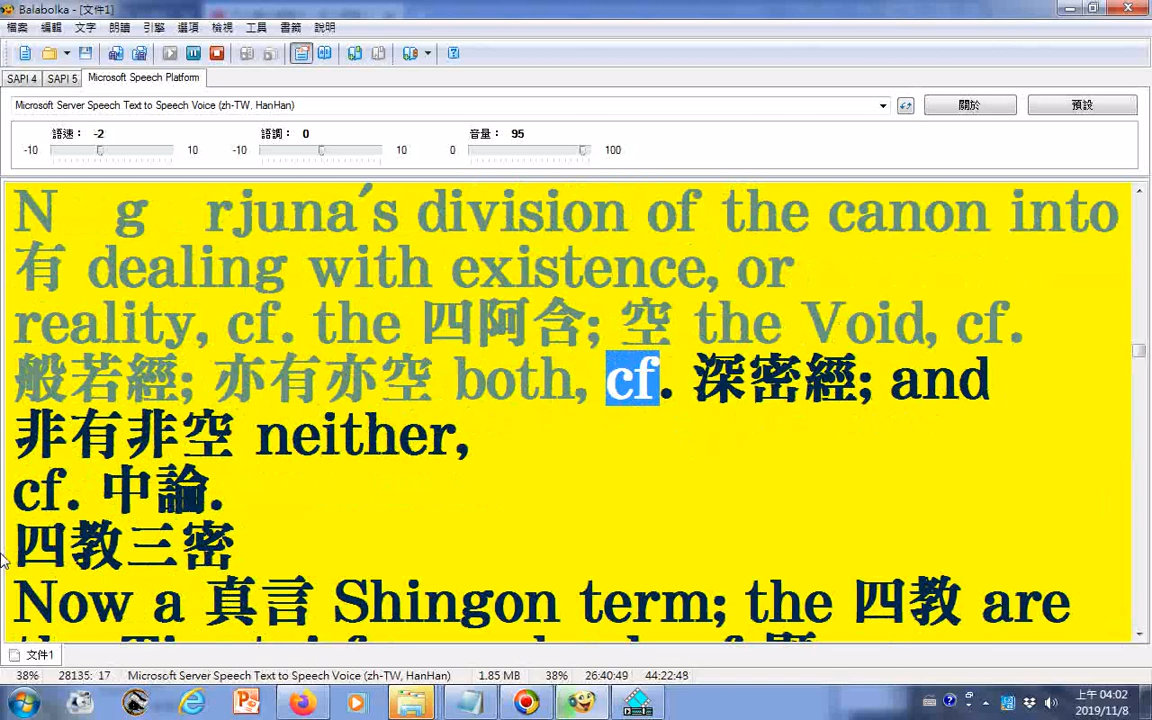 Balabolka - [文件1]
檔案 編輯 文字 朗讀 引擎 選項 檢視 工具 書籤 說明
SAPI 4 SAPI 5 Microsoft Speech Platform
Microsoft Server Speech Text to Speech Voice (zh-TW, HanHan)
關於 預設
語速： -2 語調： 0 音量： 95
-10 10 -10 10 0 100
N g rjuna's division of the canon into
有 dealing with existence, or
reality, cf. the 四阿含; 空 the Void, cf.
般若經; 亦有亦空 both, cf. 深密經; and
非有非空 neither,
cf. 中論.
四教三密
Now a 真言 Shingon term; the 四教 are
文件1
38% 28135: 17 Microsoft Server Speech Text to Speech Voice (zh-TW, HanHan) 1.85 MB 38% 26:40:49 44:22:49
上午 04:02
2019/11/8